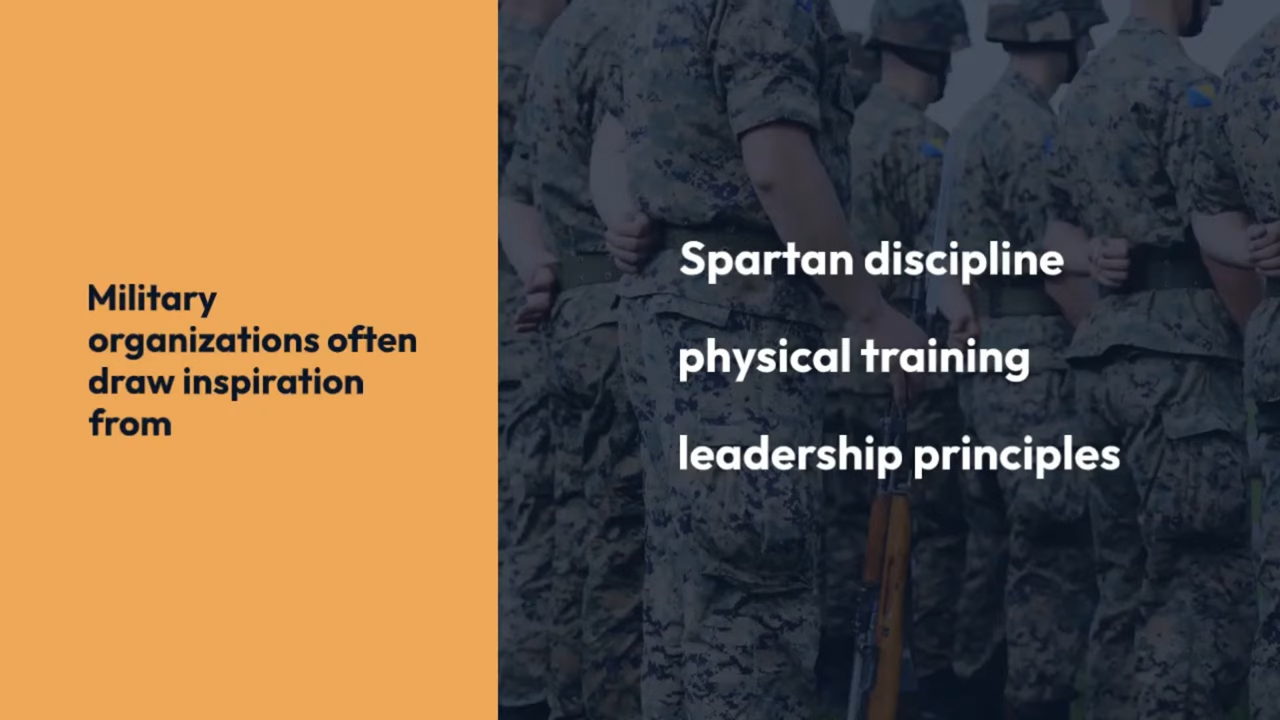 Military
organizations often
draw inspiration
from
Spartan discipline
physical training
leadership principles